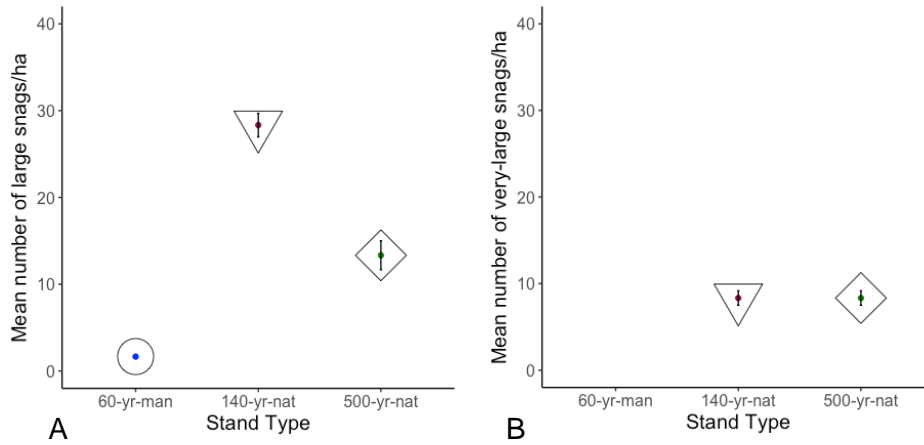 Mean number of large snags/ha
40
30
20
10
0
60-yr-man 140-yr-nat 500-yr-nat
Stand Type
A
Mean number of very-large snags/ha
40
30
20
10
0
60-yr-man 140-yr-nat 500-yr-nat
Stand Type
B